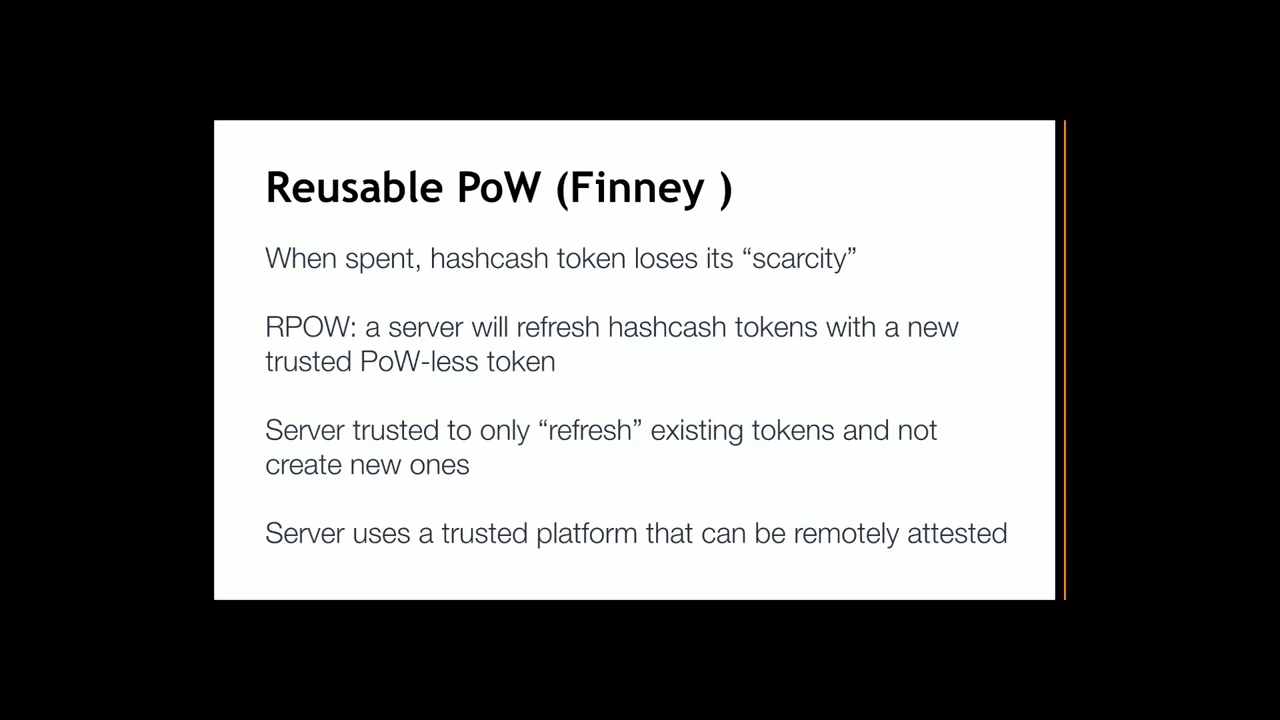 Reusable PoW (Finney )
When spent, hashcash token loses its “scarcity”
RPOW: a server will refresh hashcash tokens with a new
trusted PoW-less token
Server trusted to only “refresh” existing tokens and not
create new ones
Server uses a trusted platform that can be remotely attested